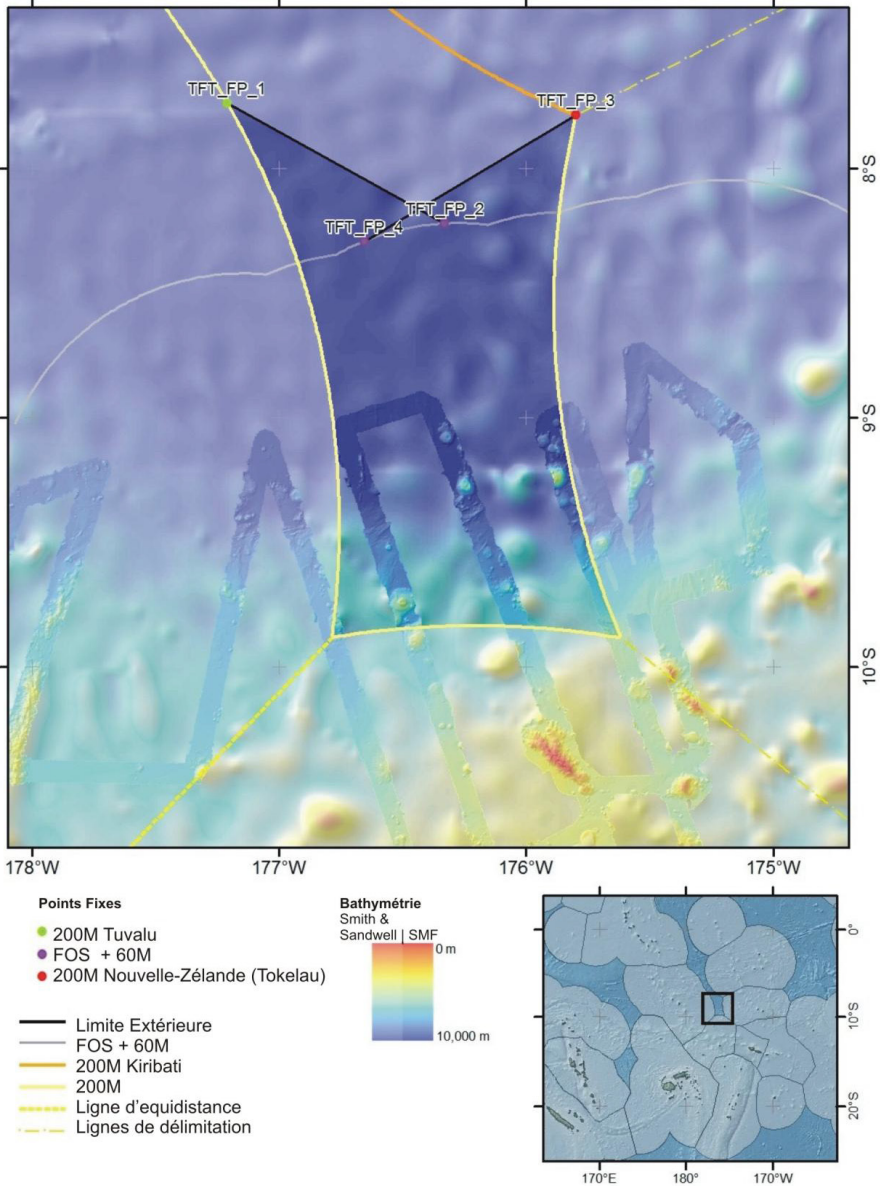 TFT_FP_1
TFT_FP_3
8°S
TFT_FP_2
TFT_FP_4
9°S
10°S
178°W
177°W
176°W
175°W
Points Fixes
200M Tuvalu
FOS + 60M
200M Nouvelle-Zélande (Tokelau)
Limite Extérieure
FOS + 60M
200M Kiribati
200M
Ligne d'equidistance
Lignes de délimitation
Bathymétrie
Smith &
Sandwell | SMF
0 m
10,000 m
0°
10°S
20°S
170°E
180°
170°W